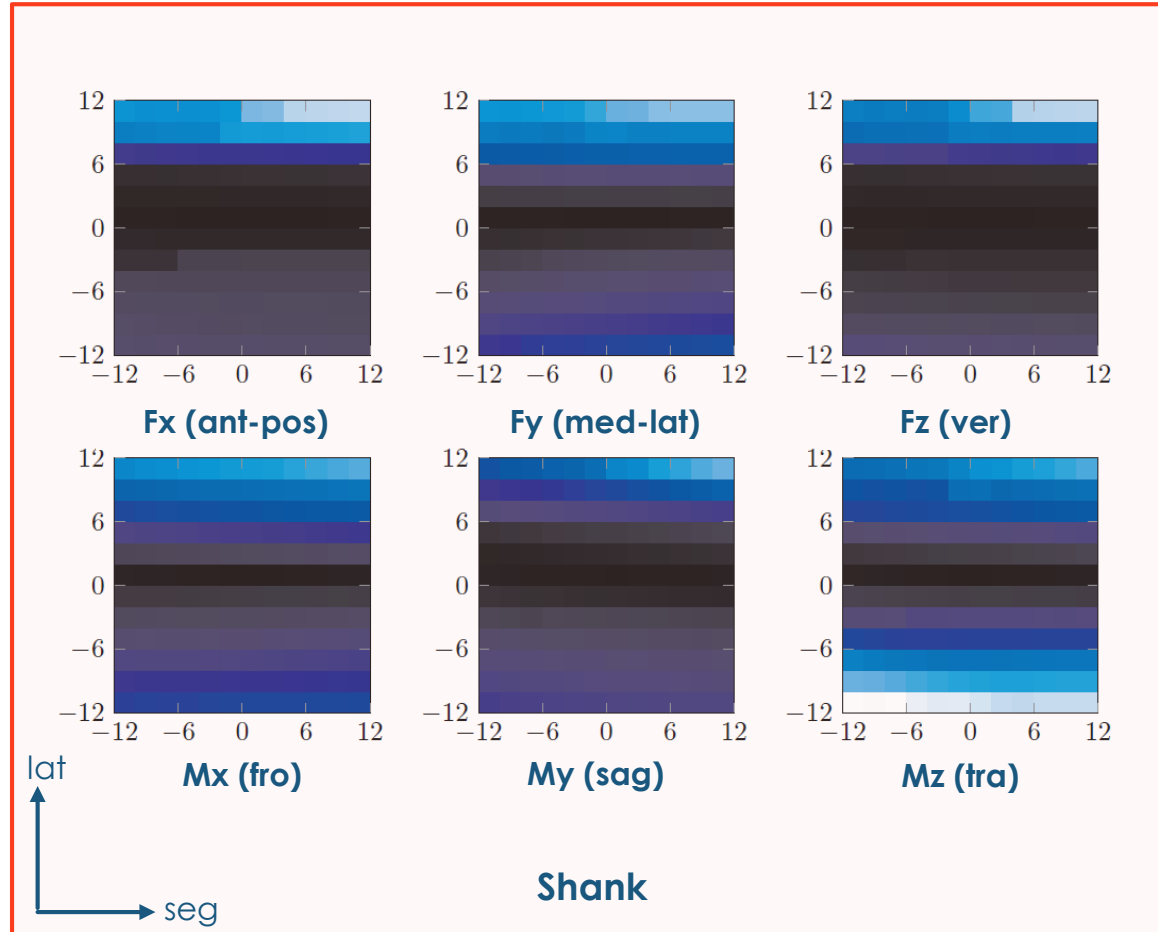 12
6
0
−6
−12
−12 −6 0 6 12
Fx (ant-pos)
12
6
0
−6
−12
−12 −6 0 6 12
Fy (med-lat)
12
6
0
−6
−12
−12 −6 0 6 12
Fz (ver)
12
6
0
−6
−12
−12 −6 0 6 12
Mx (fro)
12
6
0
−6
−12
−12 −6 0 6 12
My (sag)
12
6
0
−6
−12
−12 −6 0 6 12
Mz (tra)
lat
seg
Shank